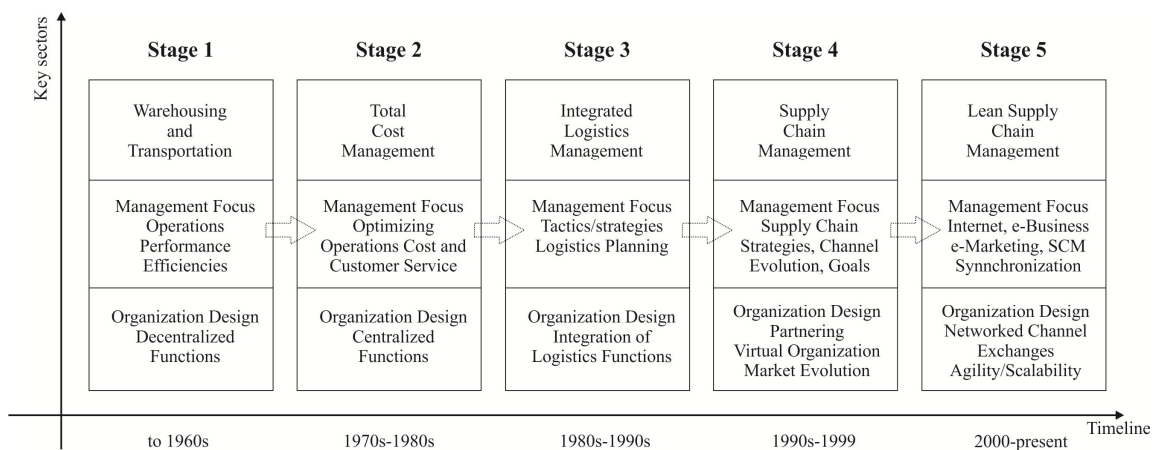 Key sectors
Stage 1
Warehousing
and
Transportation
Management Focus
Operations
Performance
Efficiencies
Organization Design
Decentralized
Functions
to 1960s
Stage 2
Total
Cost
Management
Management Focus
Optimizing
Operations Cost and
Customer Service
Organization Design
Centralized
Functions
1970s-1980s
Stage 3
Integrated
Logistics
Management
Management Focus
Tactics/strategies
Logistics Planning
Organization Design
Integration of
Logistics Functions
1980s-1990s
Stage 4
Supply
Chain
Management
Management Focus
Supply Chain
Strategies, Channel
Evolution, Goals
Organization Design
Partnering
Virtual Organization
Market Evolution
1990s-1999
Stage 5
Lean Supply
Chain
Management
Management Focus
Internet, e-Business
e-Marketing, SCM
Synnchronization
Organization Design
Networked Channel
Exchanges
Agility/Scalability
2000-present
Timeline